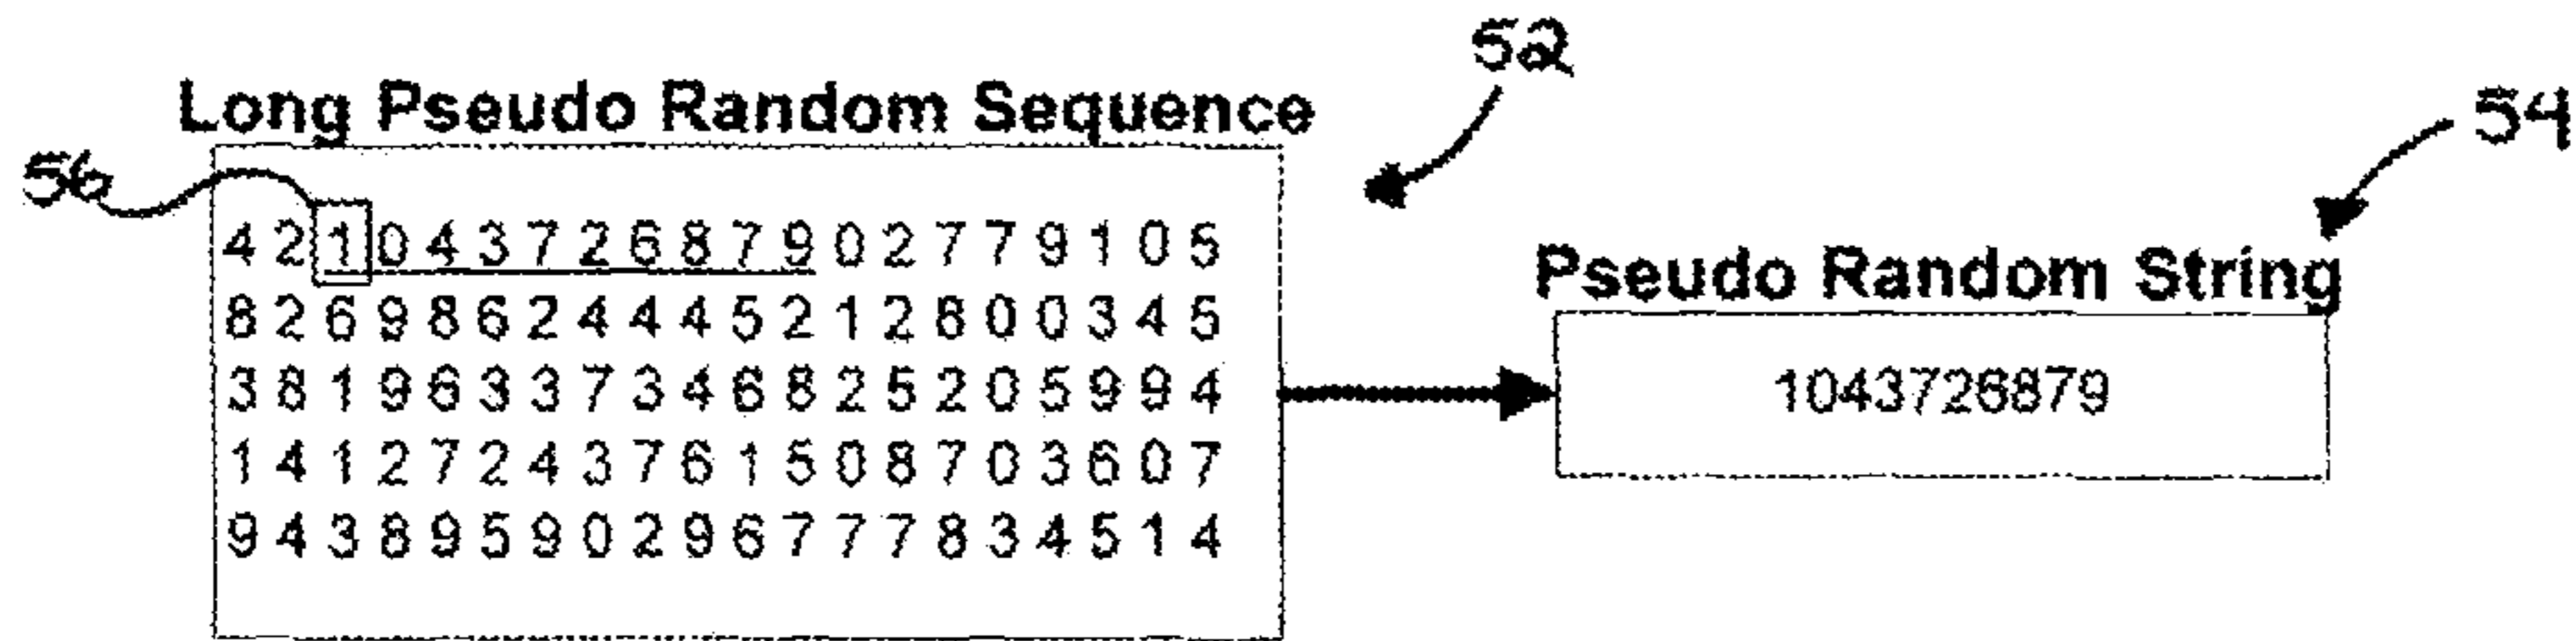 52
Long Pseudo Random Sequence
54
56
4 2 1 0 4 3 7 2 6 8 7 9 0 2 7 7 9 1 0 5
Pseudo Random String
8 2 6 9 8 6 2 4 4 4 5 2 1 2 8 0 0 3 4 5
3 8 1 9 6 3 3 7 3 4 6 8 2 5 2 0 5 9 9 4
1043726879
1 4 1 2 7 2 4 3 7 6 1 5 0 8 7 0 3 6 0 7
9 4 3 8 9 5 9 0 2 9 6 7 7 7 8 3 4 5 1 4